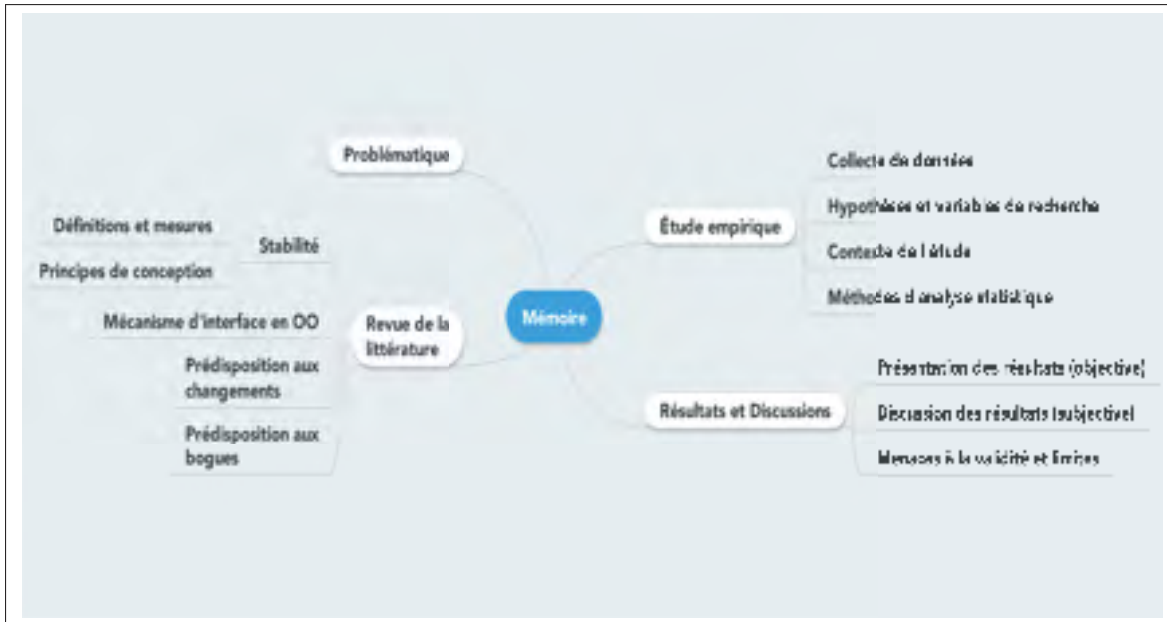 Problématique
Définitions et mesures
Stabilité
Principes de conception
Mécanisme d'interface en OO
Revue de la
littérature
Prédisposition aux
changements
Prédisposition aux
bogues
Mémoire
Étude empirique
Collecte de données
Hypothèses et variables de recherche
Contexte de l'étude
Méthodes d'analyse statistique
Résultats et Discussions
Présentation des résultats (objective)
Discussion des résultats (subjective)
Menaces à la validité et limites